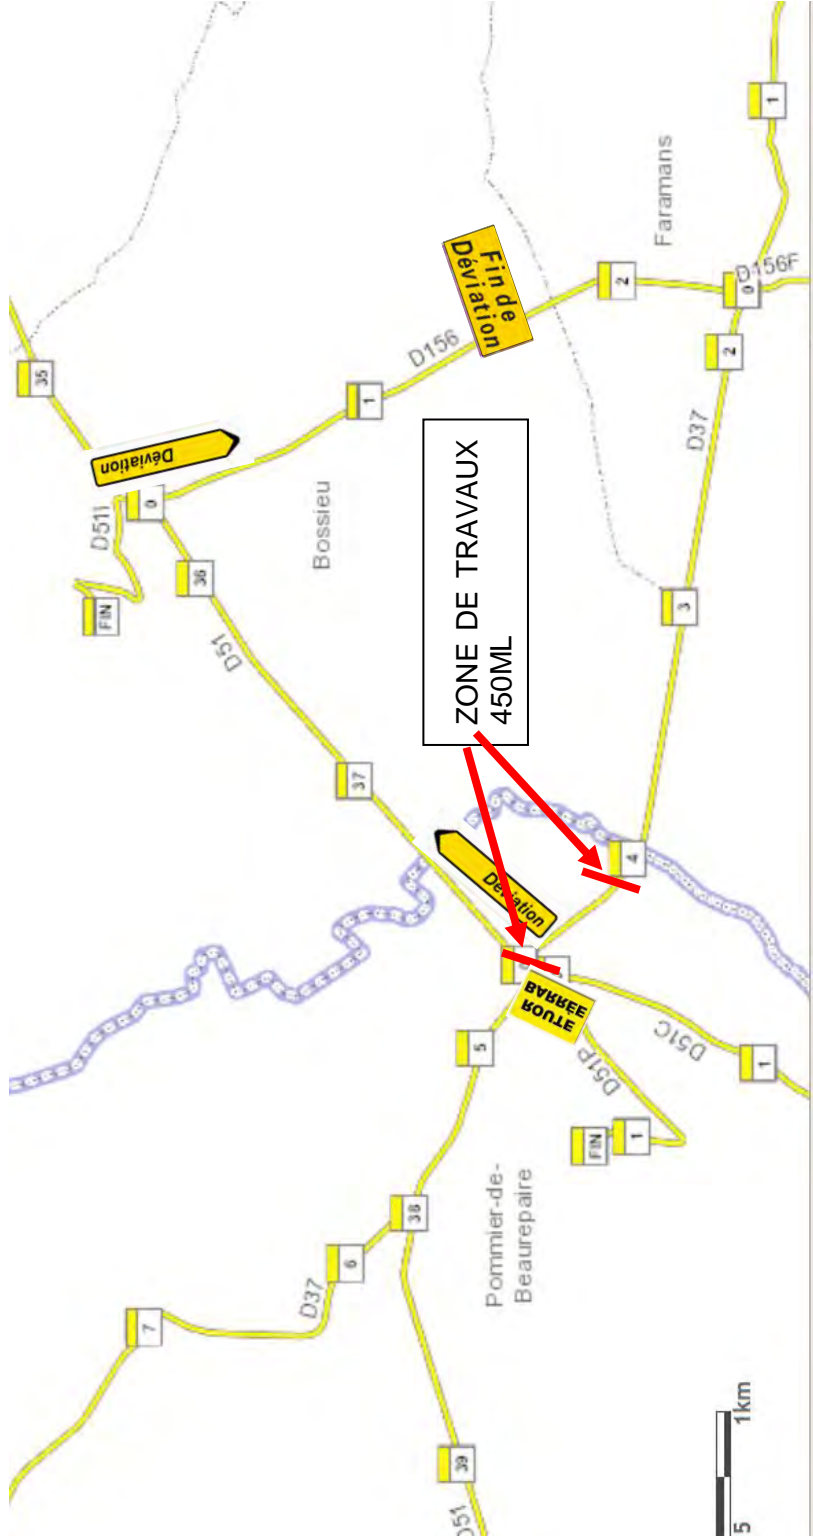 35
7
FIN
D51I
0
Déviation
36
D51
D37
Bossieu
6
37
1
38
D156
39
5
Fin de
Déviation
ZONE DE TRAVAUX
450ML
Pommier-de-
Beaurepaire
Déviation
ROUTE
BARRÉE
FIN
D51P
1
2
4
Faramans
D51C
3
D37
2
0
D156F
1
1
5
1km